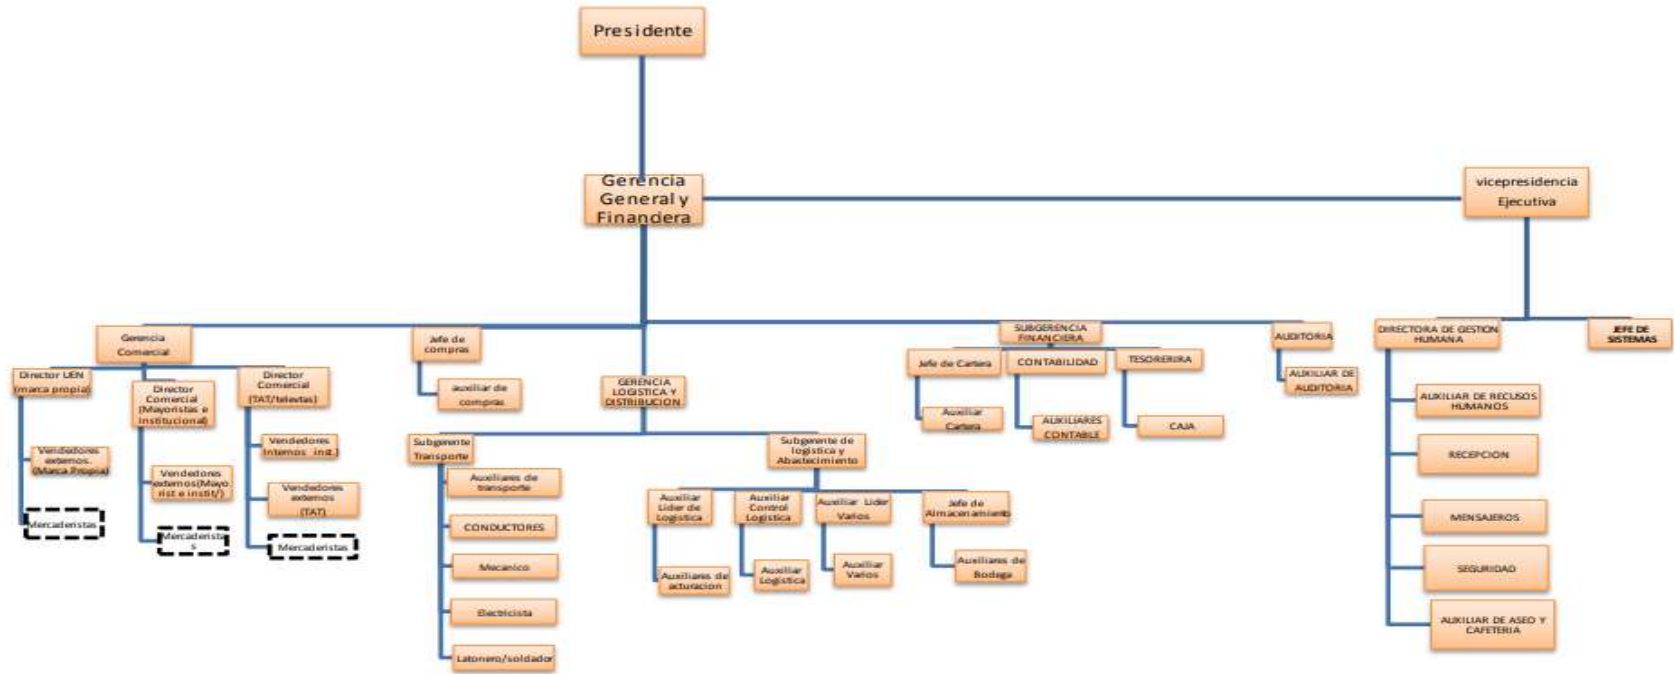 Presidente
Gerencia
General y
Financiera
vicepresidencia
Ejecutiva
Gerencia
Comercial
Director UEN
(marca propia)
Vendedores
externos.
(Marca Propia)
Mercaderistas
Director
Comercial
(Mayoristas e
Institucional)
Vendedores
externos(Mayo
rist e instit/)
Mercaderista
s
Director
Comercial
(TAT/televtas)
Vendedores
Internos inst.)
Vendedores
externos
(TAT)
Mercaderistas
Jefe de
compras
auxiliar de
compras
GERENCIA
LOGISTICA Y
DISTRIBUCION
Subgerente
Transporte
Auxiliares de
transporte
CONDUCTORES
Mecanico
Electricista
Latonero/soldador
Subgerente de
logistica y
Abastecimiento
Auxiliar
Lider de
Logistica
Auxiliares de
acturacion
Auxiliar
Control
Logistica
Auxiliar
Logistica
Auxiliar Lider
Varios
Auxiliar
Varios
Jefe de
Almacenamiento
Auxiliares de
Bodega
SUBGERENCIA
FINANCIERA
Jefe de Cartera
Auxiliar
Cartera
CONTABILIDAD
AUXILIARES
CONTABLE
TESORERIRA
CAJA
AUDITORIA
AUXILIAR DE
AUDITORIA
DIRECTORA DE GESTION
HUMANA
AUXILIAR DE RECUSOS
HUMANOS
RECEPCION
MENSAJEROS
SEGURIDAD
AUXILIAR DE ASEO Y
CAFETERIA
JEFE DE
SISTEMAS